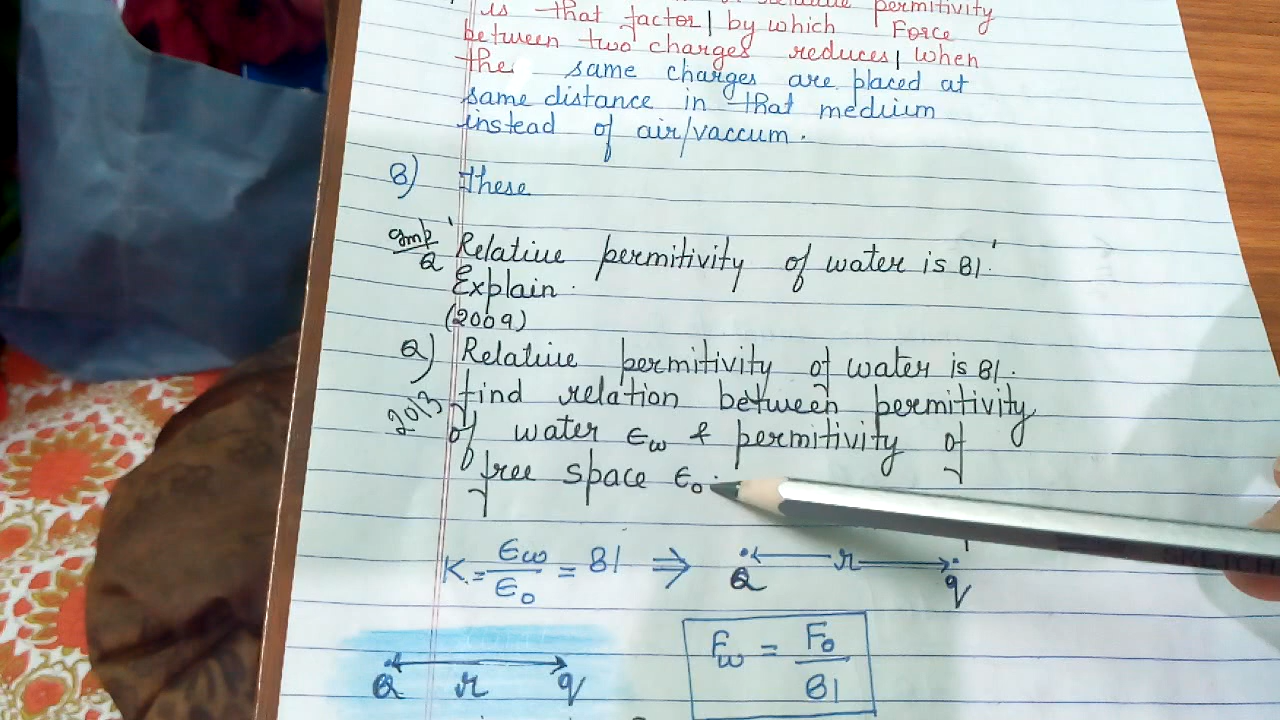 permitivity
is that factor| by which Force
between two charges reduces| when
the same charges are placed at
same distance in that medium
instead of air/vaccum.
8) These
Imp Q 'Relative permitivity of water is 81.'
Explain.
(2009)
Q) Relative permitivity of water is 81.
2013 find relation between permitivity
of water ϵw & permitivity of
free space ϵ0.
K = ϵw/ϵ0 = 81 ⇒ Q r q
Fw = F0/81
Q r q